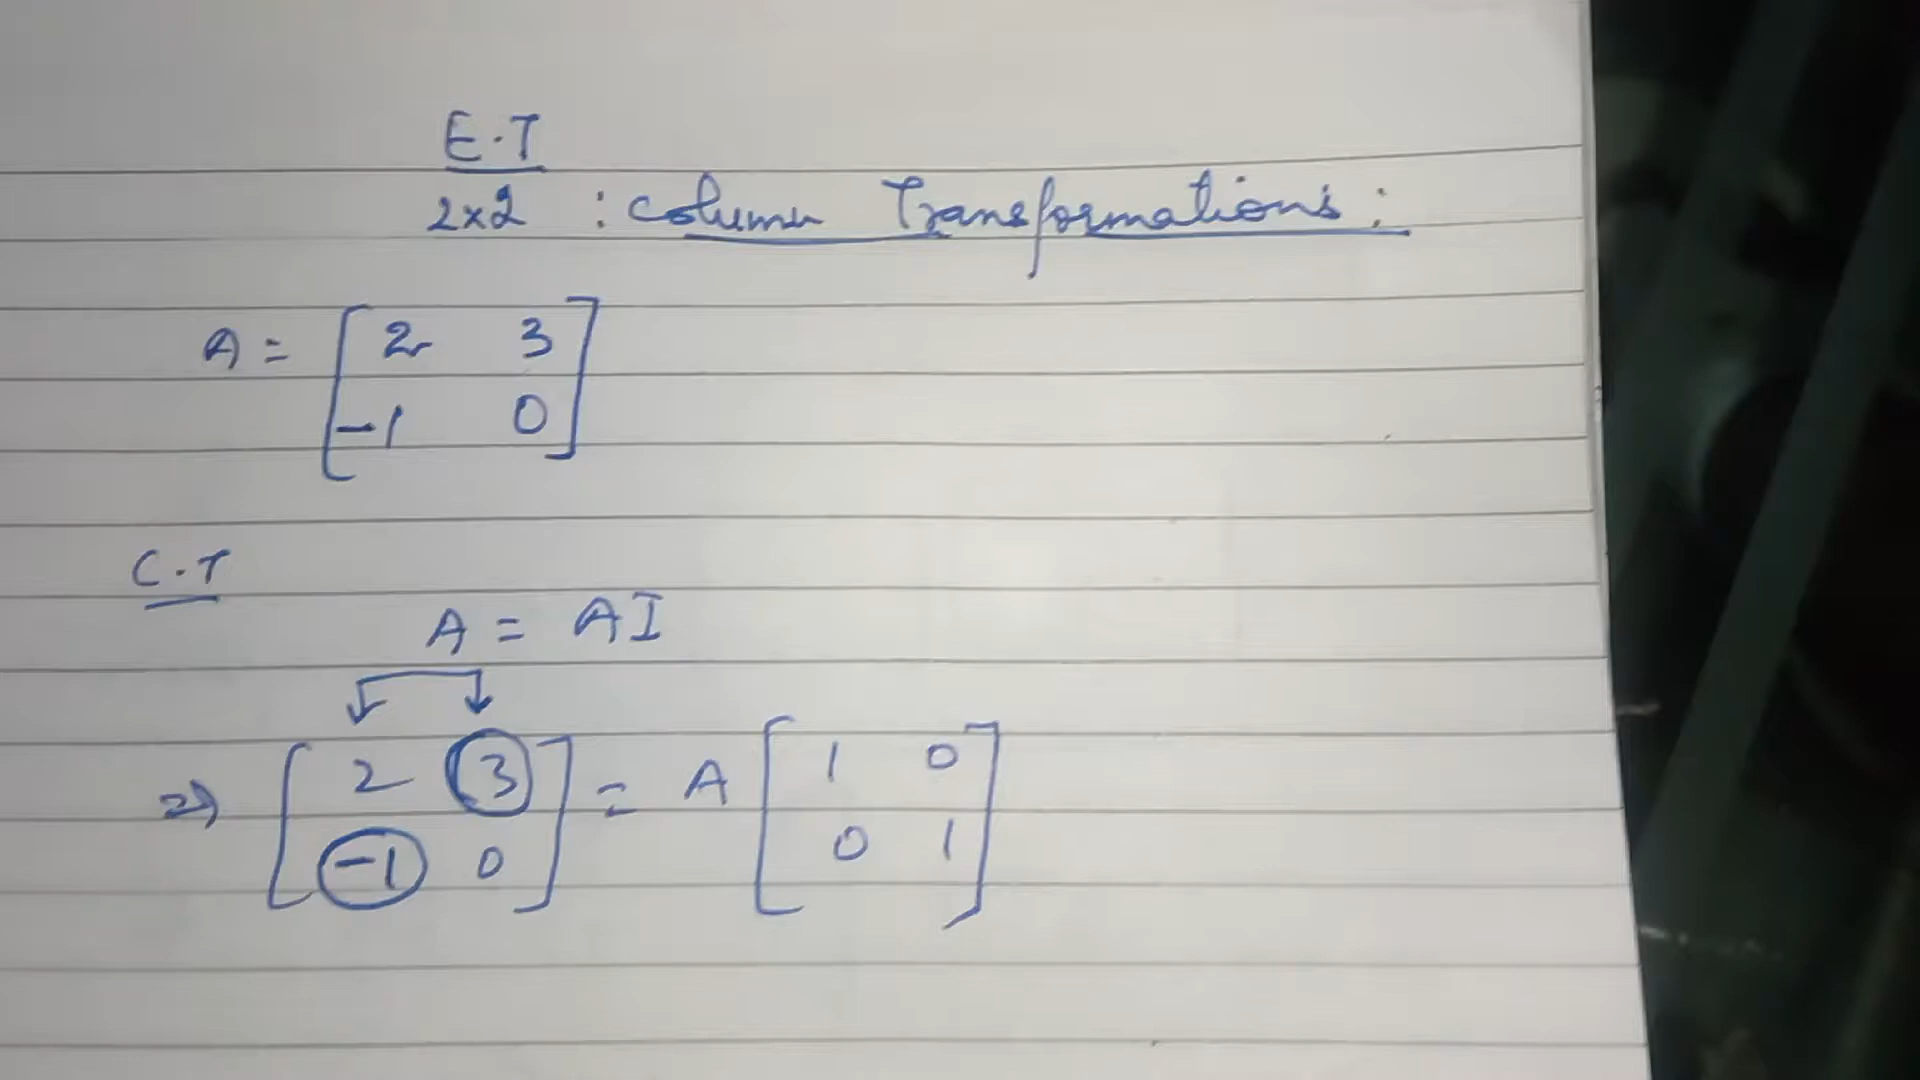 E.T
2x2 : Column Transformations :
A = [ 2 3
-1 0 ]
C.T
A = AI
⇒ [ 2 3
-1 0 ] = A [ 1 0
0 1 ]